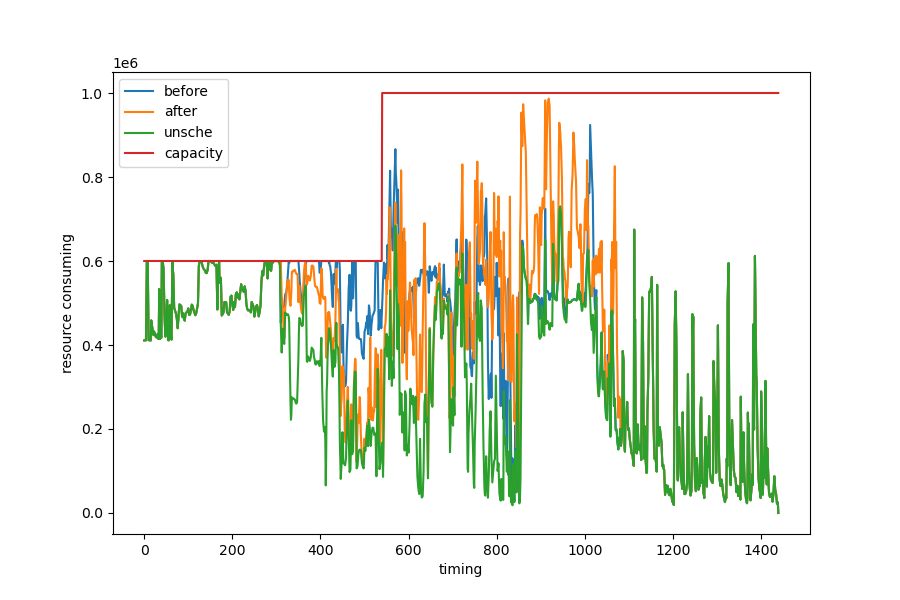 1e6
before
after
unsche
capacity
1.0
0.8
0.6
0.4
0.2
0.0
resource consuming
0 200 400 600 800 1000 1200 1400
timing